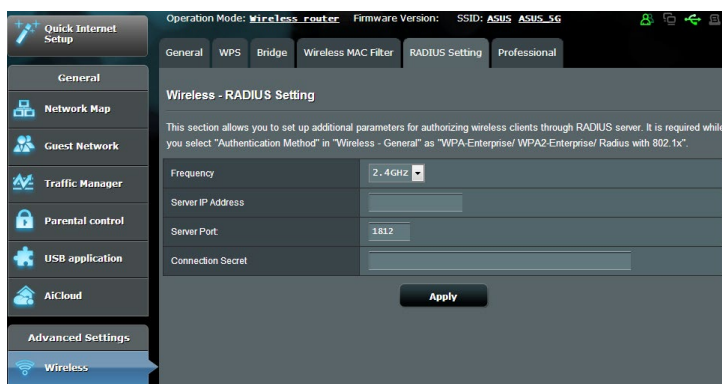 Quick Internet
Setup
General
Network Map
Guest Network
Traffic Manager
Parental control
USB application
AiCloud
Advanced Settings
Wireless
Operation Mode: Wireless router Firmware Version: SSID: ASUS ASUS_5G
General WPS Bridge Wireless MAC Filter RADIUS Setting Professional
Wireless - RADIUS Setting
This section allows you to set up additional parameters for authorizing wireless clients through RADIUS server. It is required while
you select "Authentication Method" in "Wireless - General" as "WPA-Enterprise/ WPA2-Enterprise/ Radius with 802.1x".
Frequency 2.4GHz
Server IP Address
Server Port: 1812
Connection Secret
Apply